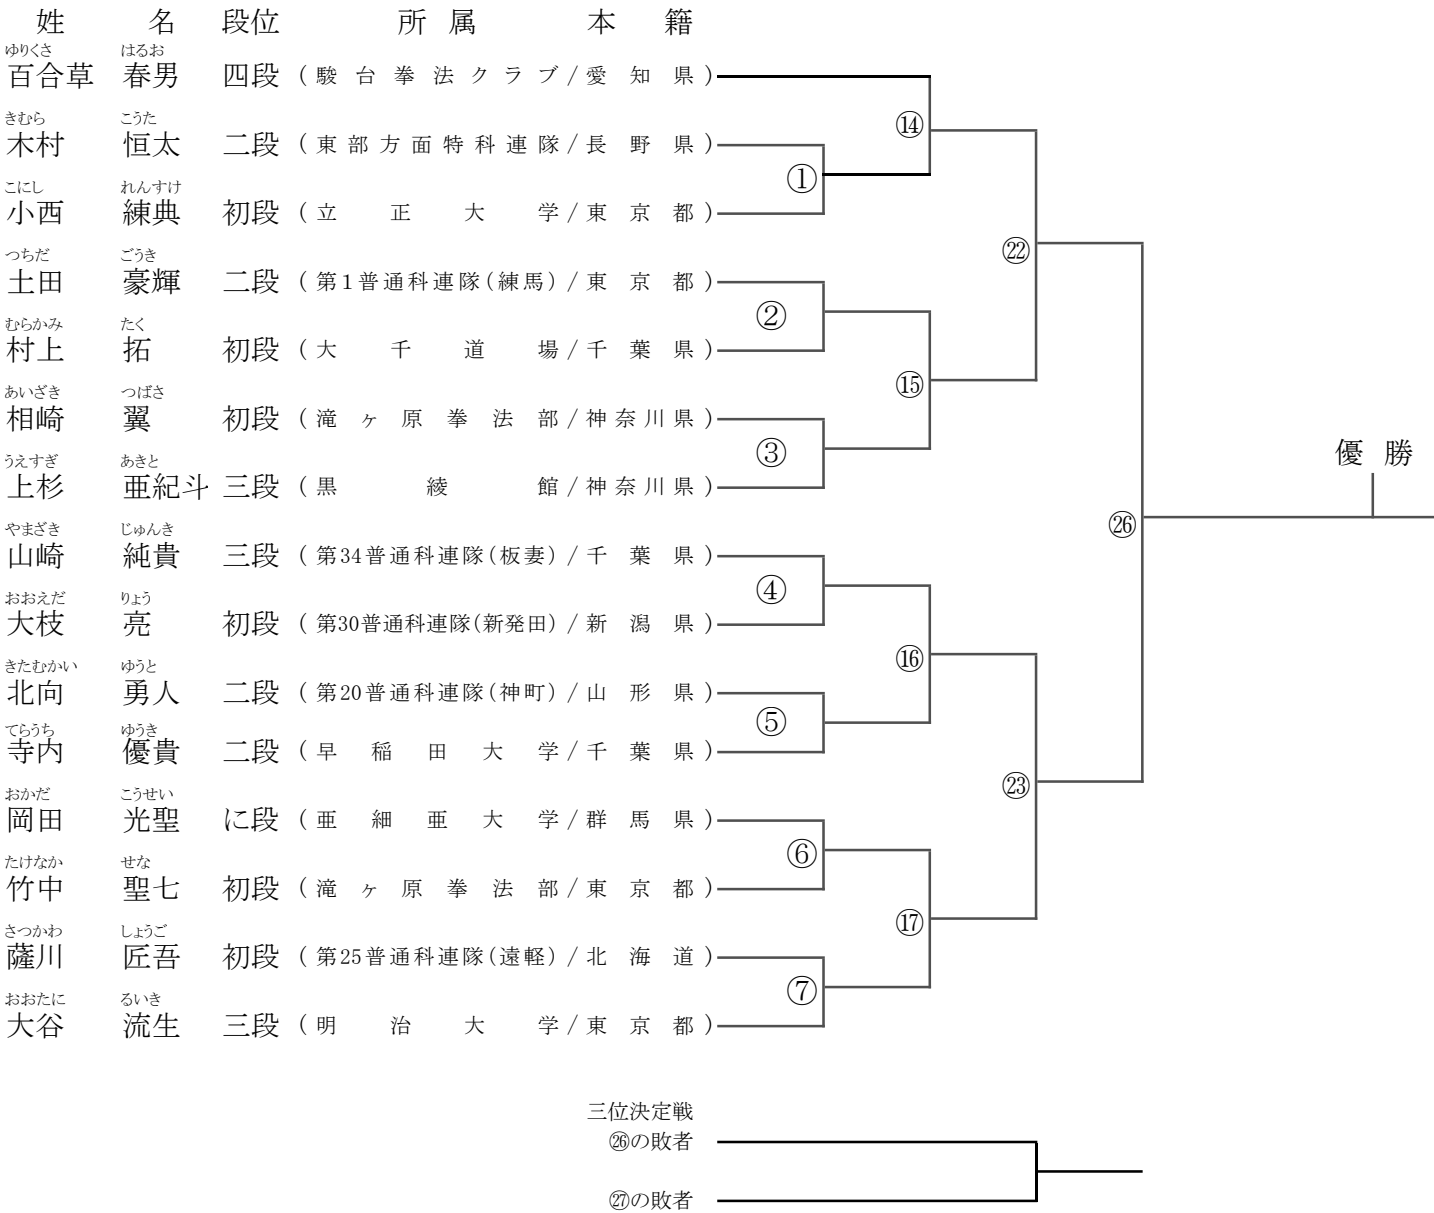 姓 名 段位 所属 本籍
ゆりくさ はるお
百合草 春男 四段 (駿台拳法クラブ/愛知県)
⑭
きむら こうた
木村 恒太 二段 (東部方面特科連隊/長野県)
①
こにし れんすけ
小西 練典 初段 (立正大学/東京都)
㉒
つちだ ごうき
土田 豪輝 二段 (第1普通科連隊(練馬)/東京都)
②
むらかみ たく
村上 拓 初段 (大千道場/千葉県)
⑮
あいざき つばさ
相崎 翼 初段 (滝ヶ原拳法部/神奈川県)
③
優勝
うえすぎ あきと
上杉 亜紀斗 三段 (黒綾館/神奈川県)
㉖
やまざき じゅんき
山崎 純貴 三段 (第34普通科連隊(板妻)/千葉県)
④
おおえだ りょう
大枝 亮 初段 (第30普通科連隊(新発田)/新潟県)
⑯
きたむかい ゆうと
北向 勇人 二段 (第20普通科連隊(神町)/山形県)
⑤
てらうち ゆうき
寺内 優貴 二段 (早稲田大学/千葉県)
㉓
おかだ こうせい
岡田 光聖 に段 (亜細亜大学/群馬県)
⑥
たけなか せな
竹中 聖七 初段 (滝ヶ原拳法部/東京都)
⑰
さつかわ しょうご
薩川 匠吾 初段 (第25普通科連隊(遠軽)/北海道)
⑦
おおたに るいき
大谷 流生 三段 (明治大学/東京都)
三位決定戦
㉖の敗者
㉗の敗者